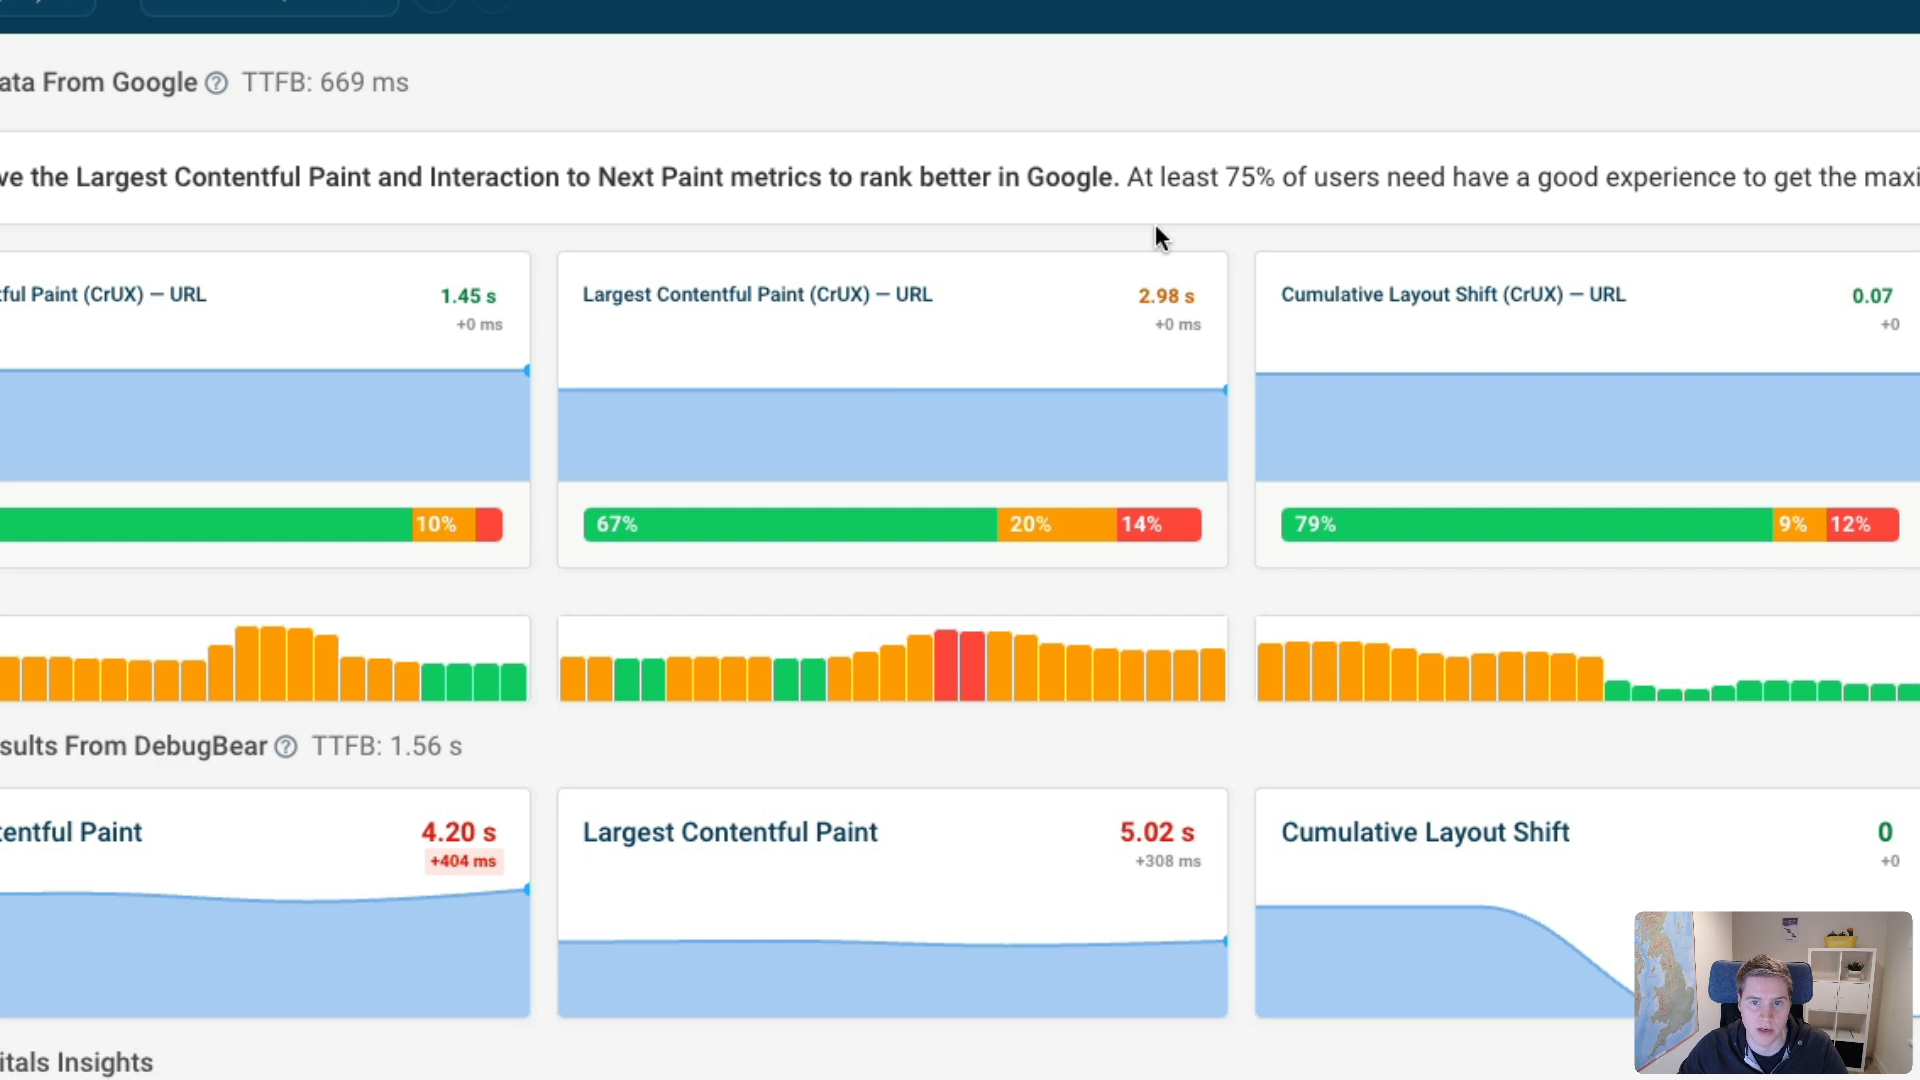 ata From Google TTFB: 669 ms
ve the Largest Contentful Paint and Interaction to Next Paint metrics to rank better in Google. At least 75% of users need have a good experience to get the maxi
ful Paint (CrUX) — URL 1.45 s
+0 ms
10%
Largest Contentful Paint (CrUX) — URL 2.98 s
+0 ms
67% 20% 14%
Cumulative Layout Shift (CrUX) — URL 0.07
+0
79% 9% 12%
sults From DebugBear TTFB: 1.56 s
tentful Paint 4.20 s
+404 ms
Largest Contentful Paint 5.02 s
+308 ms
Cumulative Layout Shift 0
+0
itals Insights